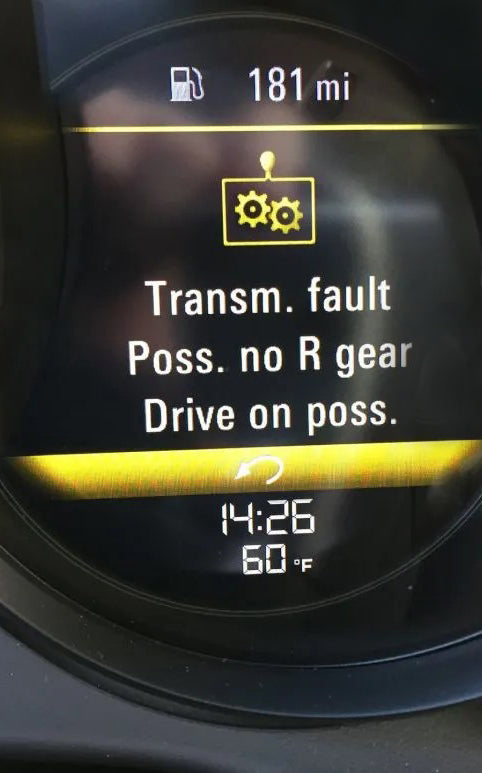 181 mi
Transm. fault
Poss. no R gear
Drive on poss.
14:26
60 °F